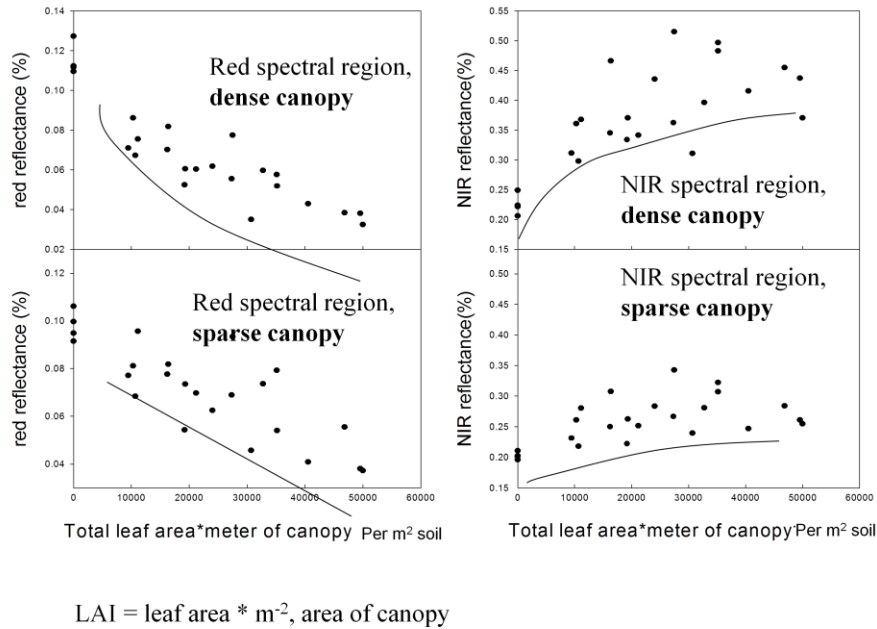 0.14
0.12
0.10
0.08
0.06
0.04
0.02
red reflectance (%)
Red spectral region,
dense canopy
0.55
0.50
0.45
0.40
0.35
0.30
0.25
0.20
0.15
NIR reflectance(%)
NIR spectral region,
dense canopy
0.10
0.08
0.06
0.04
red reflectance (%)
Red spectral region,
sparse canopy
0 10000 20000 30000 40000 50000 60000
Total leaf area*meter of canopy Per m² soil
0.50
0.45
0.40
0.35
0.30
0.25
0.20
0.15
NIR reflectance(%)
NIR spectral region,
sparse canopy
0 10000 20000 30000 40000 50000 60000
Total leaf area*meter of canopy Per m² soil
LAI = leaf area * m⁻², area of canopy